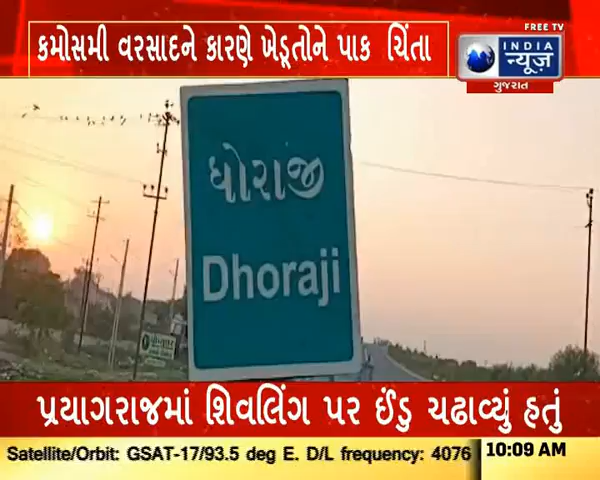 FREE TV
કમોસમી વરસાદને કારણે ખેડૂતોને પાક ચિંતા
INDIA
ન્યૂઝ
ગુજરાત
ધોરાજી
Dhoraji
પ્રયાગરાજમાં શિવલિંગ પર ઈંડુ ચઢાવ્યું હતું
Satellite/Orbit: GSAT-17/93.5 deg E. D/L frequency: 4076
10:09 AM